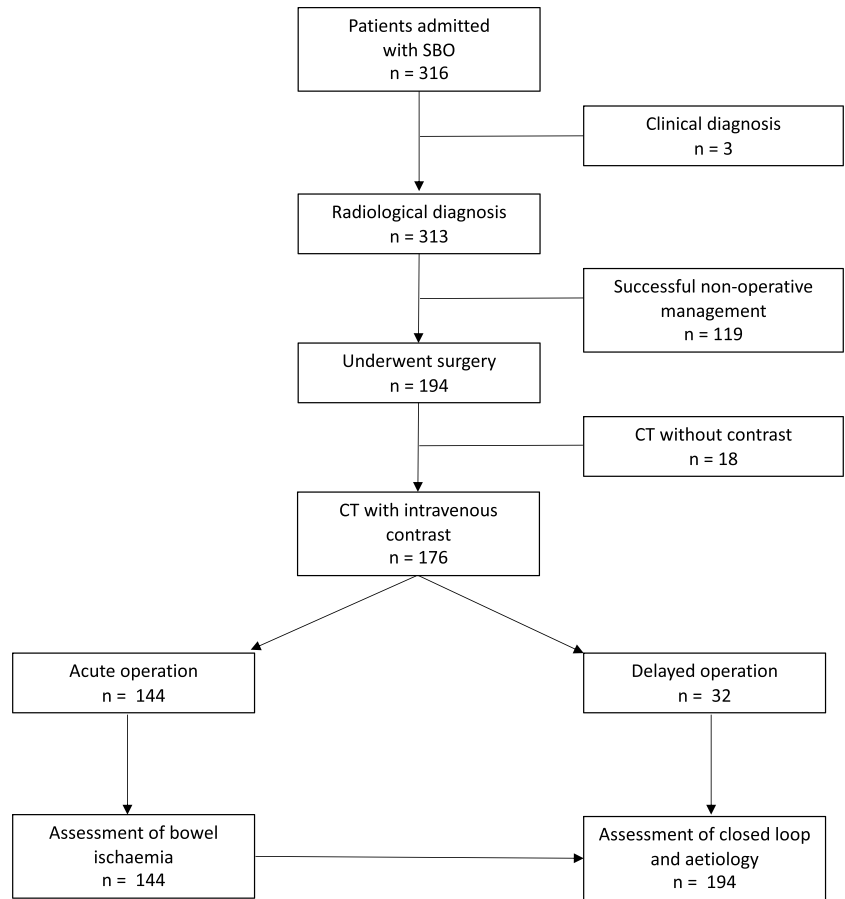 Patients admitted
with SBO
n = 316
Clinical diagnosis
n = 3
Radiological diagnosis
n = 313
Successful non-operative
management
n = 119
Underwent surgery
n = 194
CT without contrast
n = 18
CT with intravenous
contrast
n = 176
Acute operation
n = 144
Delayed operation
n = 32
Assessment of bowel
ischaemia
n = 144
Assessment of closed loop
and aetiology
n = 194